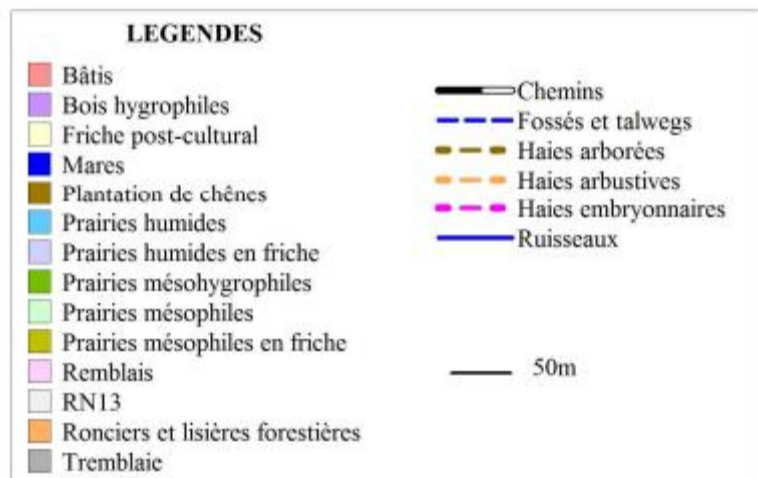 LEGENDES
Bâtis
Bois hygrophiles
Friche post-cultural
Mares
Plantation de chênes
Prairies humides
Prairies humides en friche
Prairies mésohygrophiles
Prairies mésophiles
Prairies mésophiles en friche
Remblais
RN13
Ronciers et lisières forestières
Tremblaie
Chemins
Fossés et talwegs
Haies arborées
Haies arbustives
Haies embryonnaires
Ruisseaux
50m